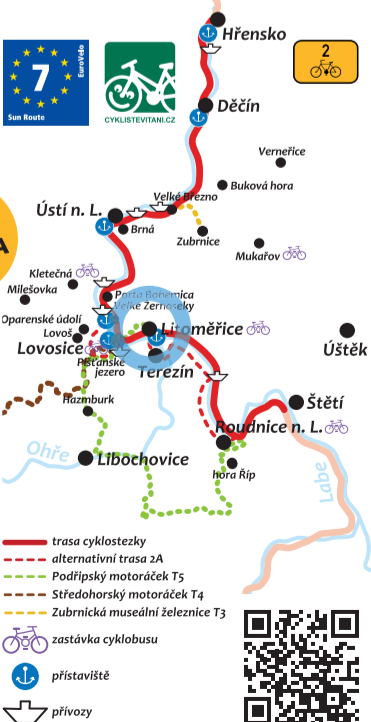 Hřensko
7
EuroVelo
Sun Route
CYKLISTEVITANI.CZ
2
Děčín
Verneřice
Buková hora
Velké Březno
Ústí n. L.
Brná
Zubrnice
Mukařov
A
Kletečná
Milešovka
Porta Bohemica
Velké Žernoseky
Oparenské údolí
Lovoš
Litoměřice
Úštěk
Lovosice
Píšťanské
jezero
Terezín
Hazmburk
Štětí
Roudnice n. L.
Ohře
Libochovice
hora Říp
Labe
trasa cyklostezky
alternativní trasa 2A
Podřipský motoráček T5
Středohorský motoráček T4
Zubrnická museální železnice T3
zastávka cyklobusu
přístaviště
přívozy